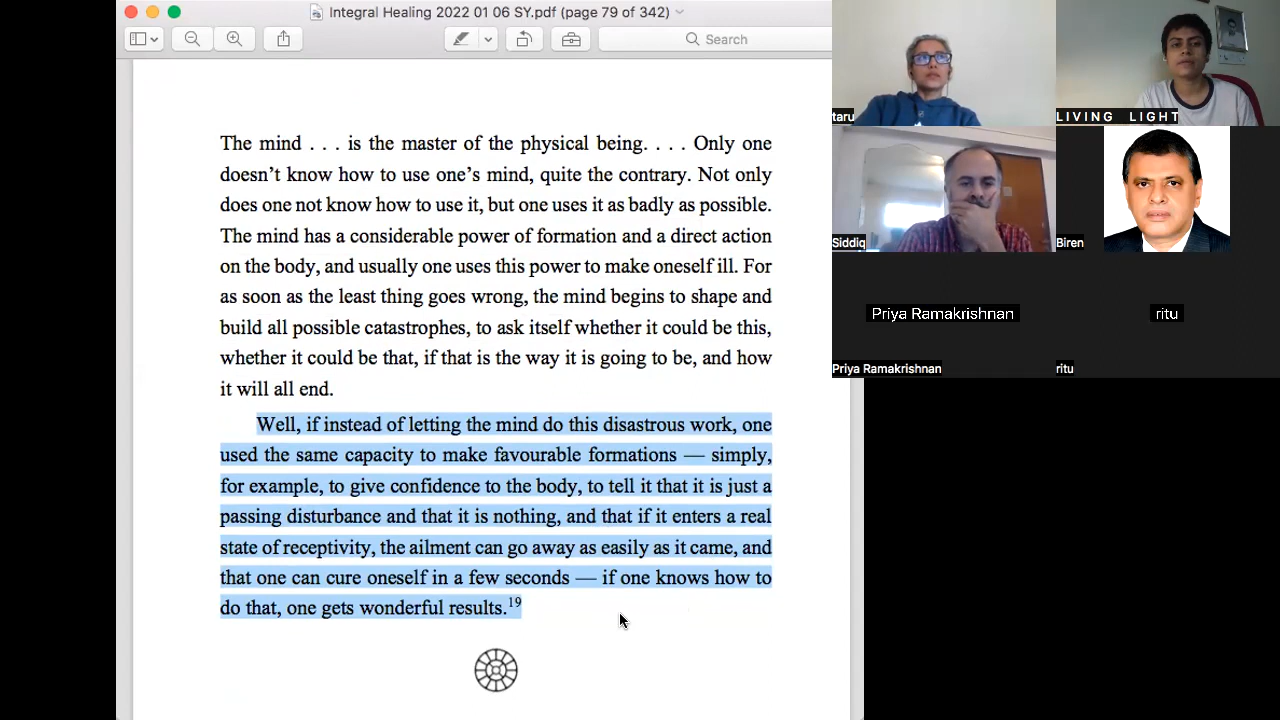 Integral Healing 2022 01 06 SY.pdf (page 79 of 342)
Search
The mind . . . is the master of the physical being. . . . Only one
doesn’t know how to use one’s mind, quite the contrary. Not only
does one not know how to use it, but one uses it as badly as possible.
The mind has a considerable power of formation and a direct action
on the body, and usually one uses this power to make oneself ill. For
as soon as the least thing goes wrong, the mind begins to shape and
build all possible catastrophes, to ask itself whether it could be this,
whether it could be that, if that is the way it is going to be, and how
it will all end.
Well, if instead of letting the mind do this disastrous work, one
used the same capacity to make favourable formations — simply,
for example, to give confidence to the body, to tell it that it is just a
passing disturbance and that it is nothing, and that if it enters a real
state of receptivity, the ailment can go away as easily as it came, and
that one can cure oneself in a few seconds — if one knows how to
do that, one gets wonderful results.19
taru
LIVING LIGHT
Siddiq
Biren
Priya Ramakrishnan
ritu
Priya Ramakrishnan
ritu